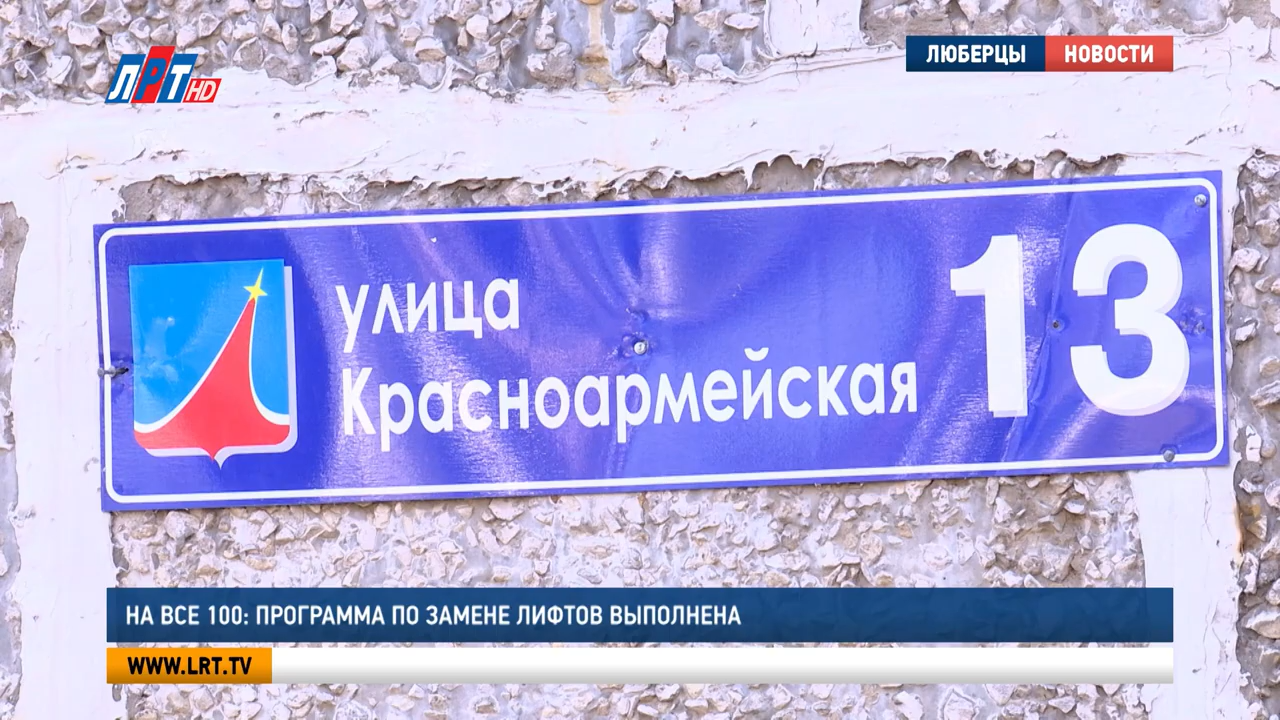 ЛРТ HD
ЛЮБЕРЦЫ НОВОСТИ
улица
Красноармейская
13
НА ВСЕ 100: ПРОГРАММА ПО ЗАМЕНЕ ЛИФТОВ ВЫПОЛНЕНА
WWW.LRT.TV